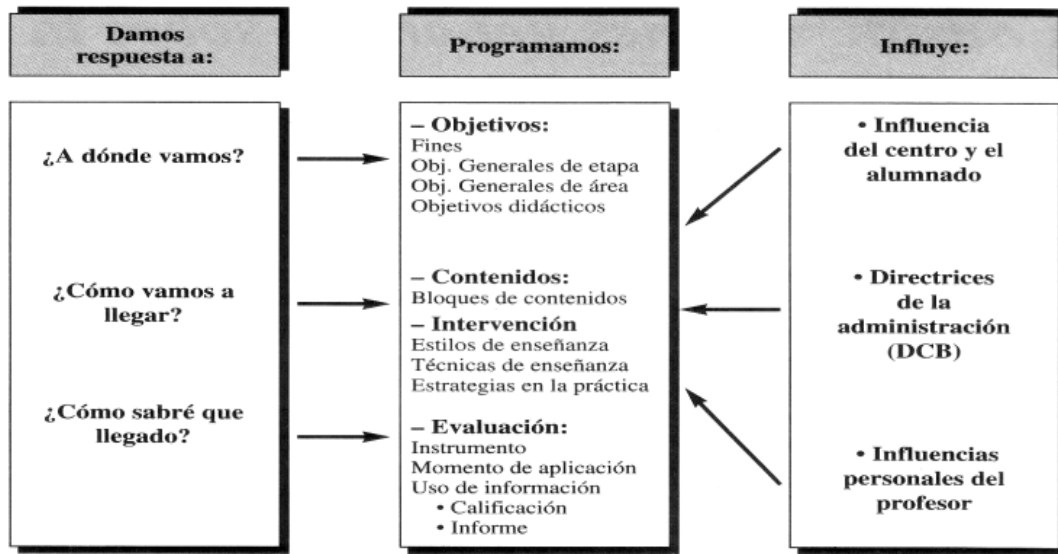 Damos
respuesta a:
¿A dónde vamos?
¿Cómo vamos a
llegar?
¿Cómo sabré que
llegado?
Programamos:
– Objetivos:
Fines
Obj. Generales de etapa
Obj. Generales de área
Objetivos didácticos
– Contenidos:
Bloques de contenidos
– Intervención
Estilos de enseñanza
Técnicas de enseñanza
Estrategias en la práctica
– Evaluación:
Instrumento
Momento de aplicación
Uso de información
• Calificación
• Informe
Influye:
• Influencia
del centro y el
alumnado
• Directrices
de la
administración
(DCB)
• Influencias
personales del
profesor